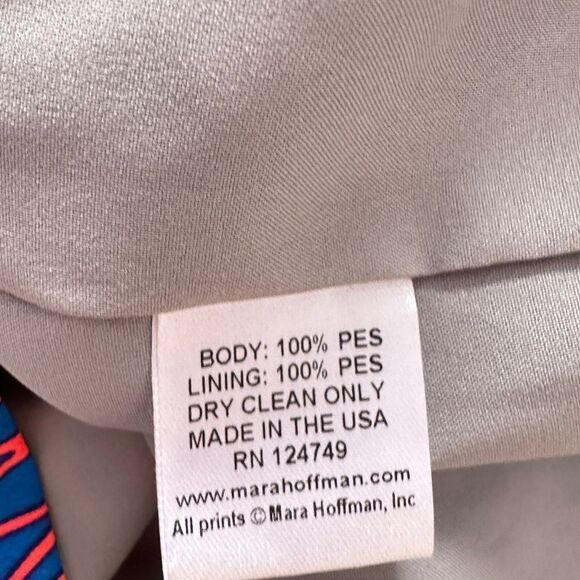 BODY: 100% PES
LINING: 100% PES
DRY CLEAN ONLY
MADE IN THE USA
RN 124749
www.marahoffman.com
All prints © Mara Hoffman, Inc